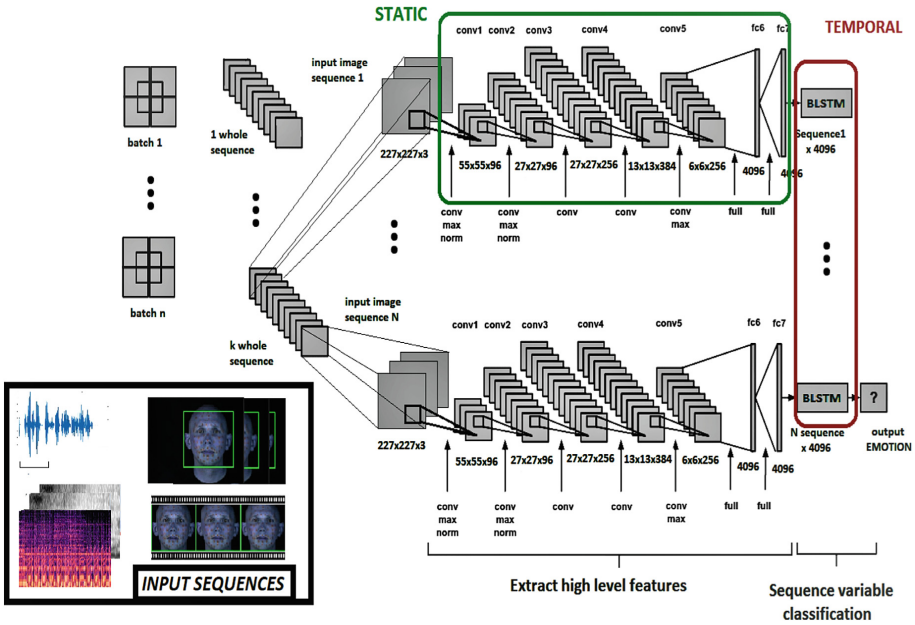 STATIC
TEMPORAL
conv1 conv2 conv3 conv4 conv5 fc6 fc7
input image
sequence 1
1 whole
sequence
batch 1
227x227x3
55x55x96 27x27x96 27x27x256 13x13x384 6x6x256 4096 4096
BLSTM
Sequence1
x 4096
conv
max
norm
conv
max
norm
conv
conv
conv
max
full
full
batch n
k whole
sequence
input image
sequence N
conv1 conv2 conv3 conv4 conv5 fc6 fc7
227x227x3
55x55x96 27x27x96 27x27x256 13x13x384 6x6x256 4096 4096
BLSTM
?
N sequence
x 4096
output
EMOTION
conv
max
norm
conv
max
norm
conv
conv
conv
max
full
full
INPUT SEQUENCES
Extract high level features
Sequence variable
classification